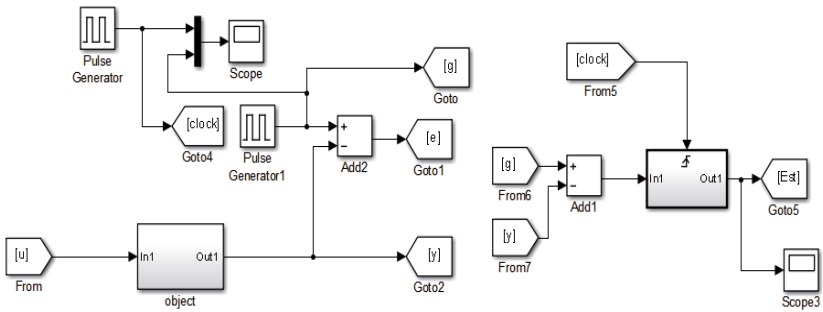 Pulse
Generator
Scope
[g]
Goto
[clock]
Goto4
Pulse
Generator1
+
−
Add2
[e]
Goto1
[u]
From
In1
Out1
object
[y]
Goto2
[clock]
From5
[g]
From6
+
−
Add1
[y]
From7
In1
Out1
[Est]
Goto5
Scope3